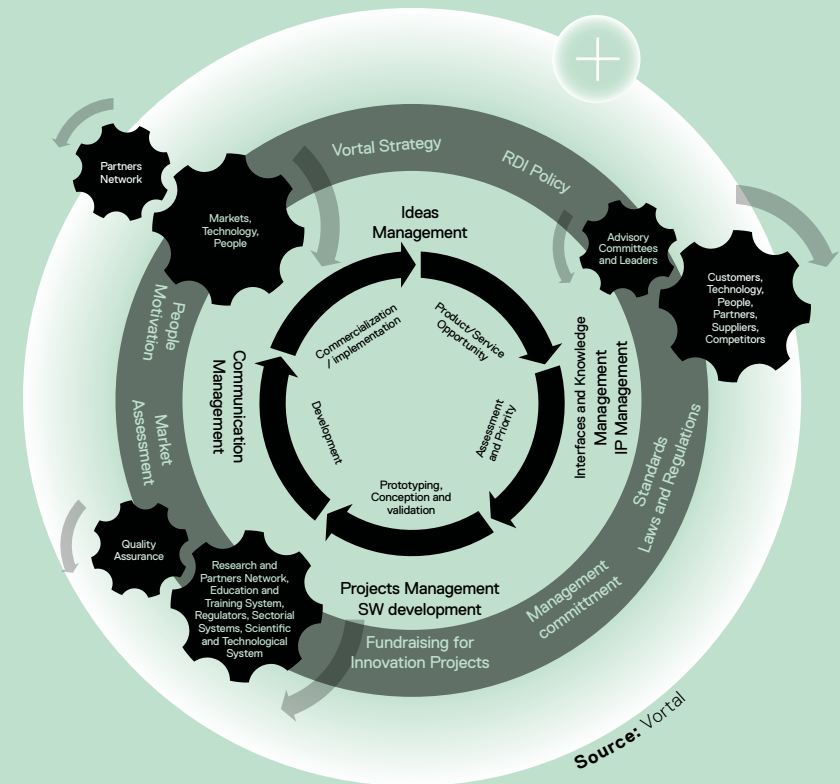 Vortal Strategy
RDI Policy
Partners
Network
Markets,
Technology,
People
Ideas
Management
Advisory
Committees
and Leaders
Customers,
Technology,
People,
Partners,
Suppliers,
Competitors
People
Motivation
Commercialization
/ Implementation
Product/Service
Opportunity
Communication
Management
Interfaces and Knowledge
Management
IP Management
Development
Assessment
and Priority
Market
Assessment
Standards
Laws and Regulations
Prototyping,
Conception and
validation
Quality
Assurance
Research and
Partners Network,
Education and
Training System,
Regulators, Sectorial
Systems, Scientific
and Technological
System
Projects Management
SW development
Management
committment
Fundraising for
Innovation Projects
Source: Vortal